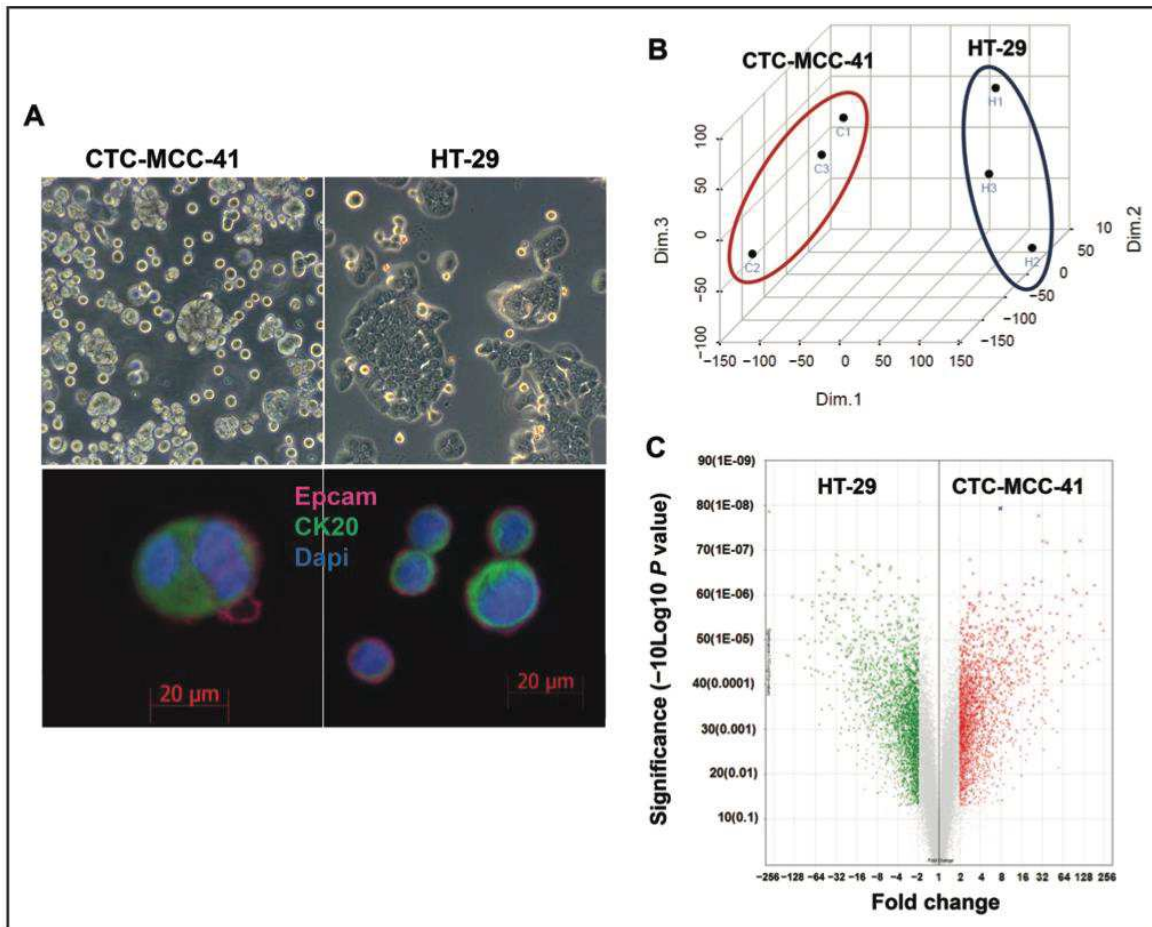 A
CTC-MCC-41
HT-29
Epcam
CK20
Dapi
20 µm
20 µm
B
CTC-MCC-41
HT-29
C1
C3
C2
H1
H3
H2
100
50
0
−50
−100
Dim.3
−150
−100
−50
0
50
100
150
Dim.1
−150
−100
−50
0
50
10
Dim.2
C
HT-29
CTC-MCC-41
90(1E-09)
80(1E-08)
70(1E-07)
60(1E-06)
50(1E-05)
40(0.0001)
30(0.001)
20(0.01)
10(0.1)
Significance (−10Log10 P value)
Fold Change
−256 −128 −64 −32 −16 −8 −4 −2 1 2 4 8 16 32 64 128 256
Fold change